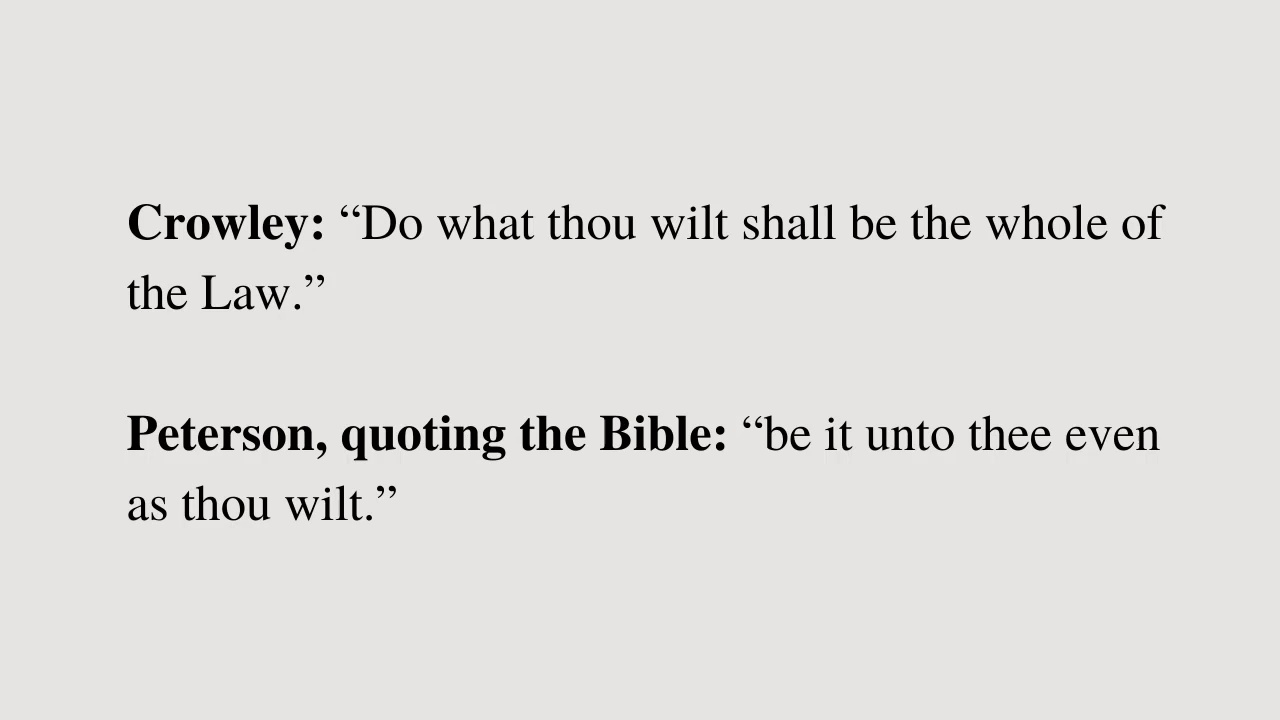 Crowley: “Do what thou wilt shall be the whole of
the Law.”
Peterson, quoting the Bible: “be it unto thee even
as thou wilt.”